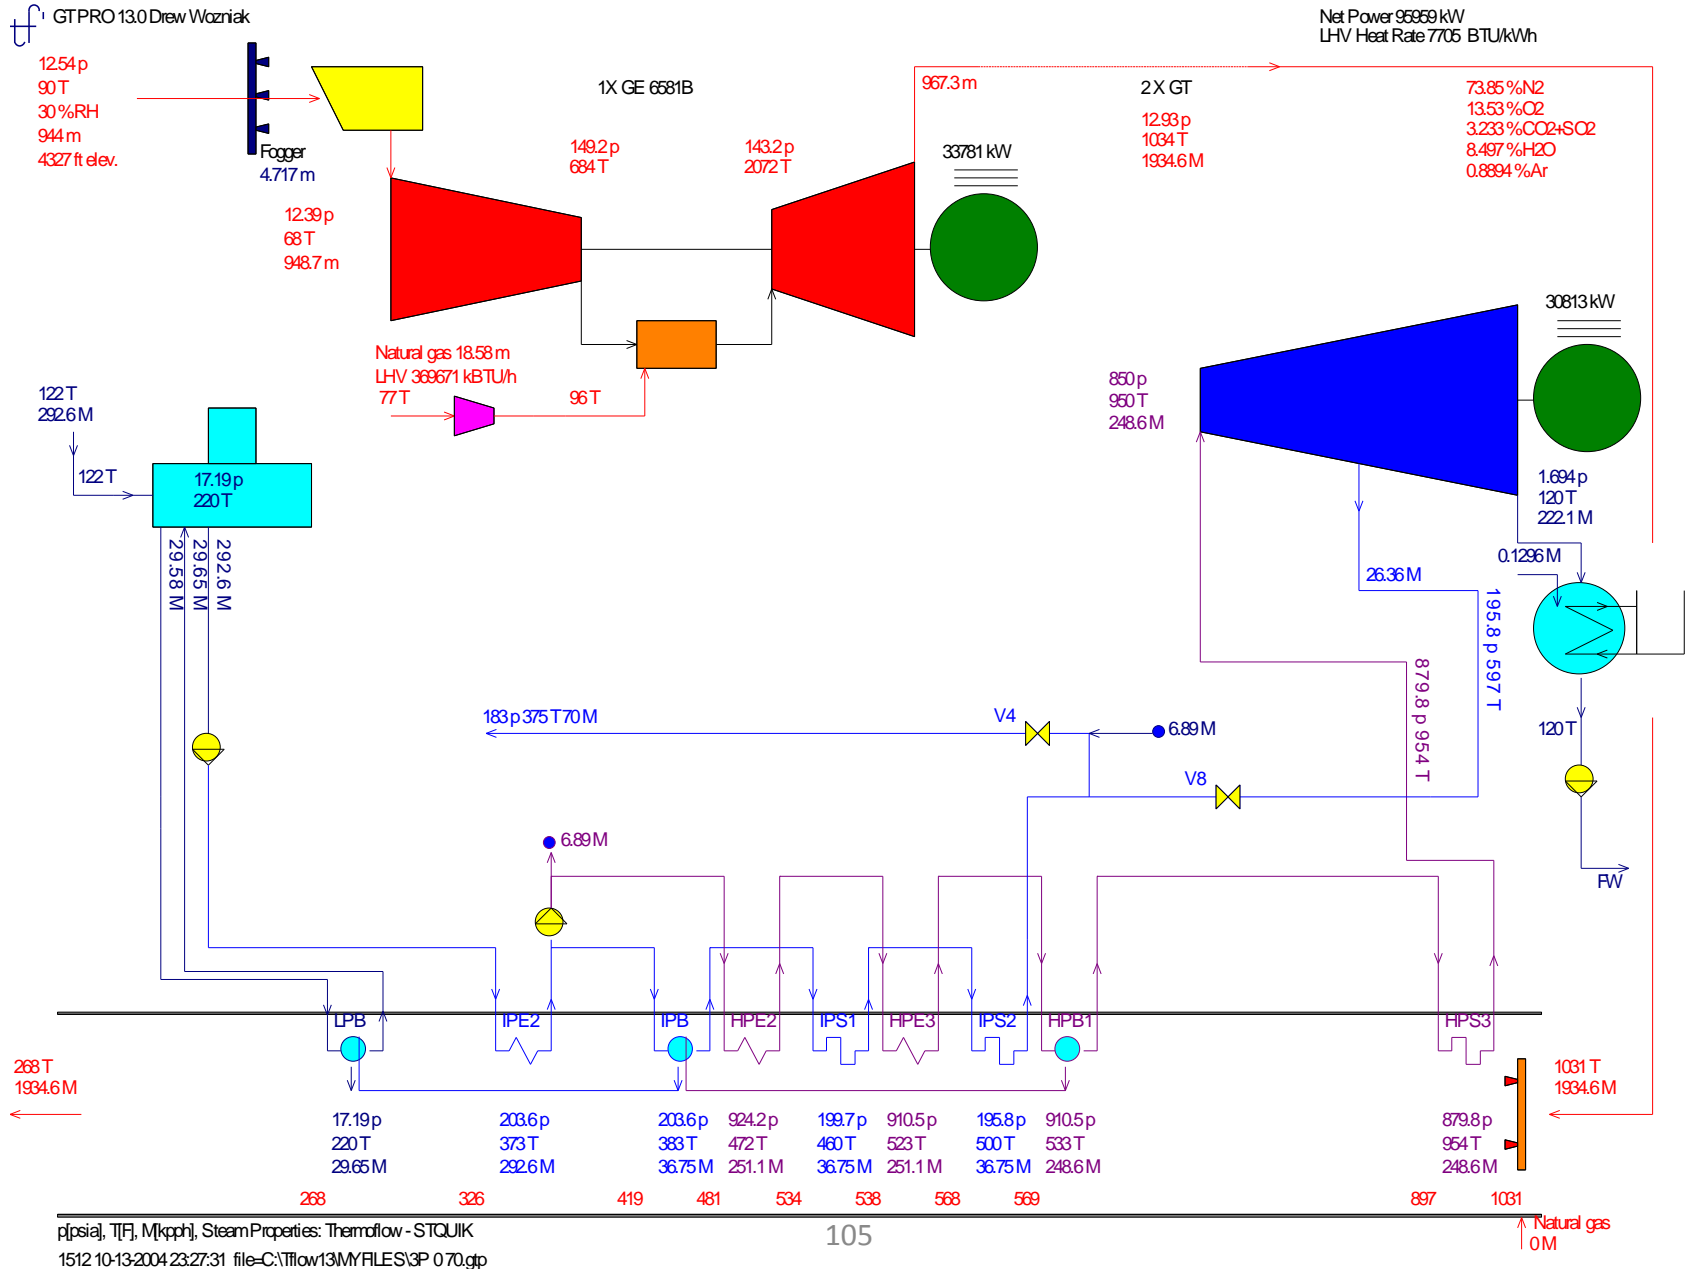 GT PRO 13.0 Drew Wozniak
Net Power 95959 kW
LHV Heat Rate 7705 BTU/kWh
12.54 p
90 T
30 %RH
944 m
4327 ft elev.
Fogger
4.717 m
1X GE 6581B
967.3 m
2 X GT
12.93 p
1034 T
1934.6 M
73.85 %N2
13.53 %O2
3.233 %CO2+SO2
8.497 %H2O
0.8894 %Ar
149.2 p
684 T
143.2 p
2072 T
33781 kW
12.39 p
68 T
948.7 m
30813 kW
Natural gas 18.58 m
LHV 369671 kBTU/h
77 T
96 T
122 T
292.6 M
122 T
17.19 p
220 T
850 p
950 T
248.6 M
1.694 p
120 T
222.1 M
0.1296 M
26.36 M
29.58 M
29.65 M
292.6 M
195.8 p 597 T
879.8 p 954 T
183 p 375 T 70 M
V4
6.89 M
120 T
V8
6.89 M
FW
LPB
IPE2
IPB
HPE2
IPS1
HPE3
IPS2
HPB1
HPS3
268 T
1934.6 M
1031 T
1934.6 M
17.19 p
220 T
29.65 M
203.6 p
373 T
292.6 M
203.6 p
383 T
36.75 M
924.2 p
472 T
251.1 M
199.7 p
460 T
36.75 M
910.5 p
523 T
251.1 M
195.8 p
500 T
36.75 M
910.5 p
533 T
248.6 M
879.8 p
954 T
248.6 M
268 326 419 481 534 538 568 569 897 1031
Natural gas
0 M
p[psia], T[F], M[kpph], Steam Properties: Thermoflow - STQUIK
105
1512 10-13-2004 23:27:31 file=C:\Tflow13\MYFILES\3P 0 70.gtp